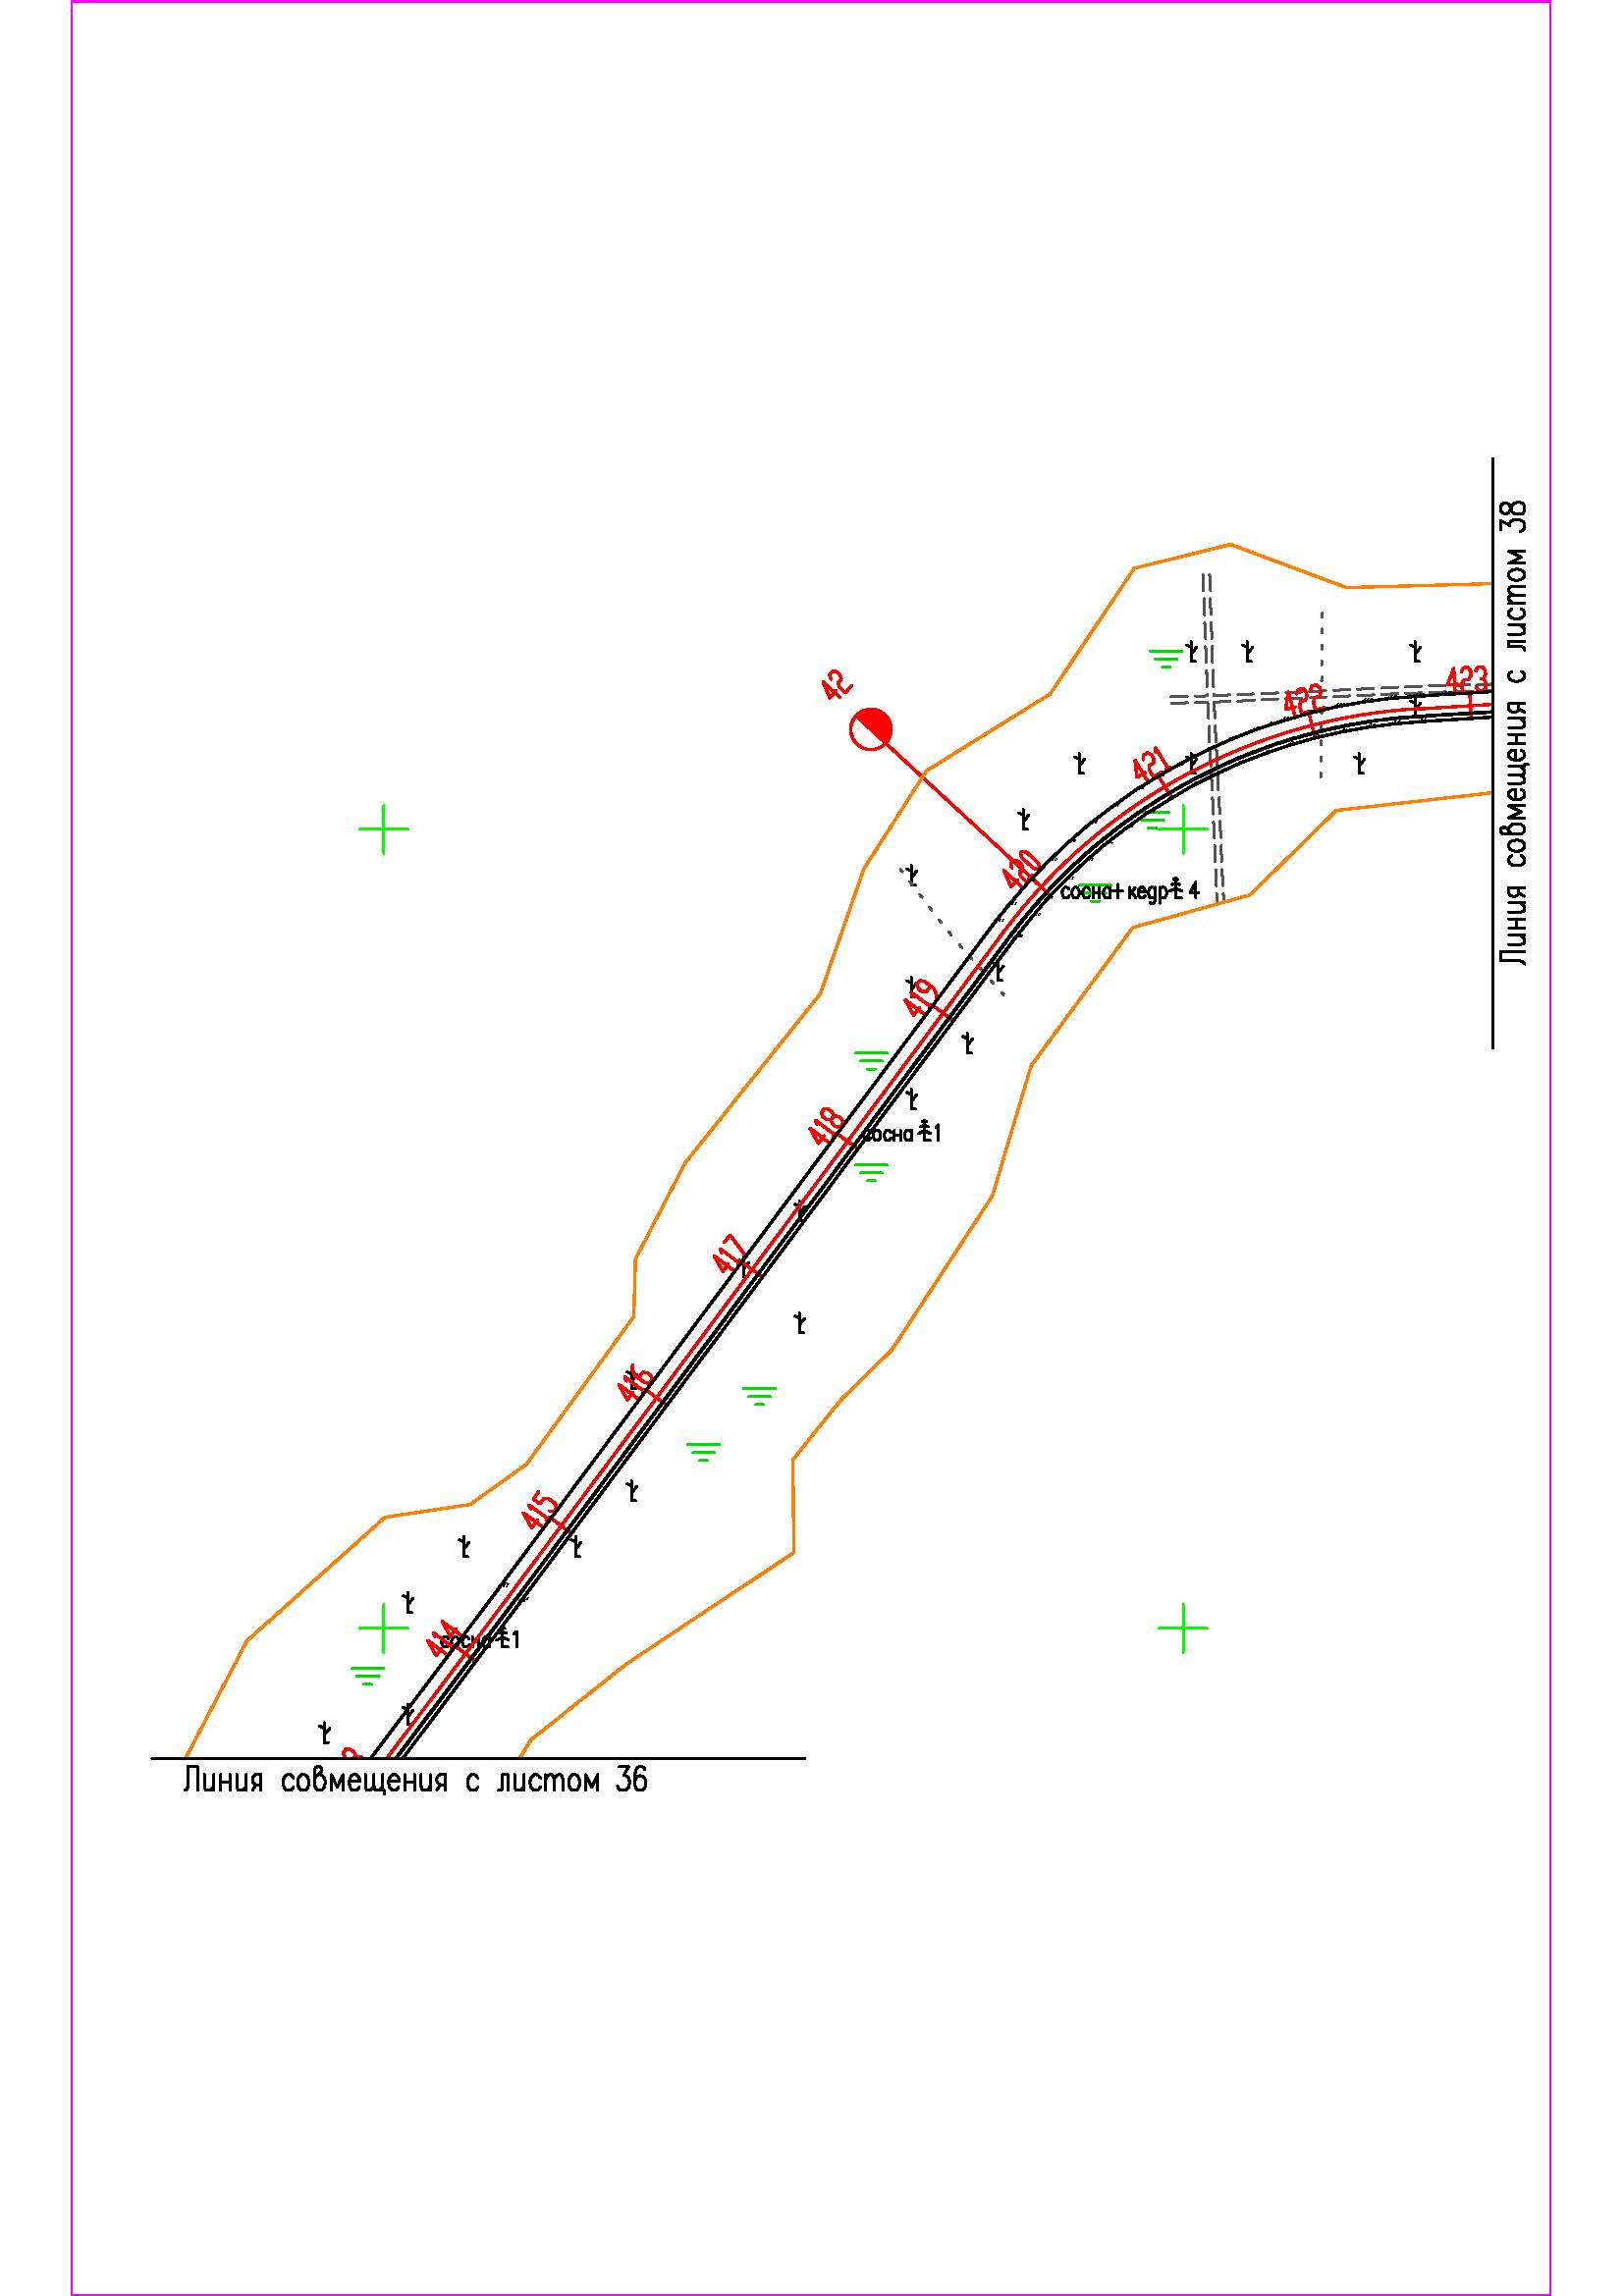 Линия совмещения с листом 38
423
422
42
421
420
сосна+кедр 4
419
418
сосна 1
417
416
415
414
сосна 1
Линия совмещения с листом 36